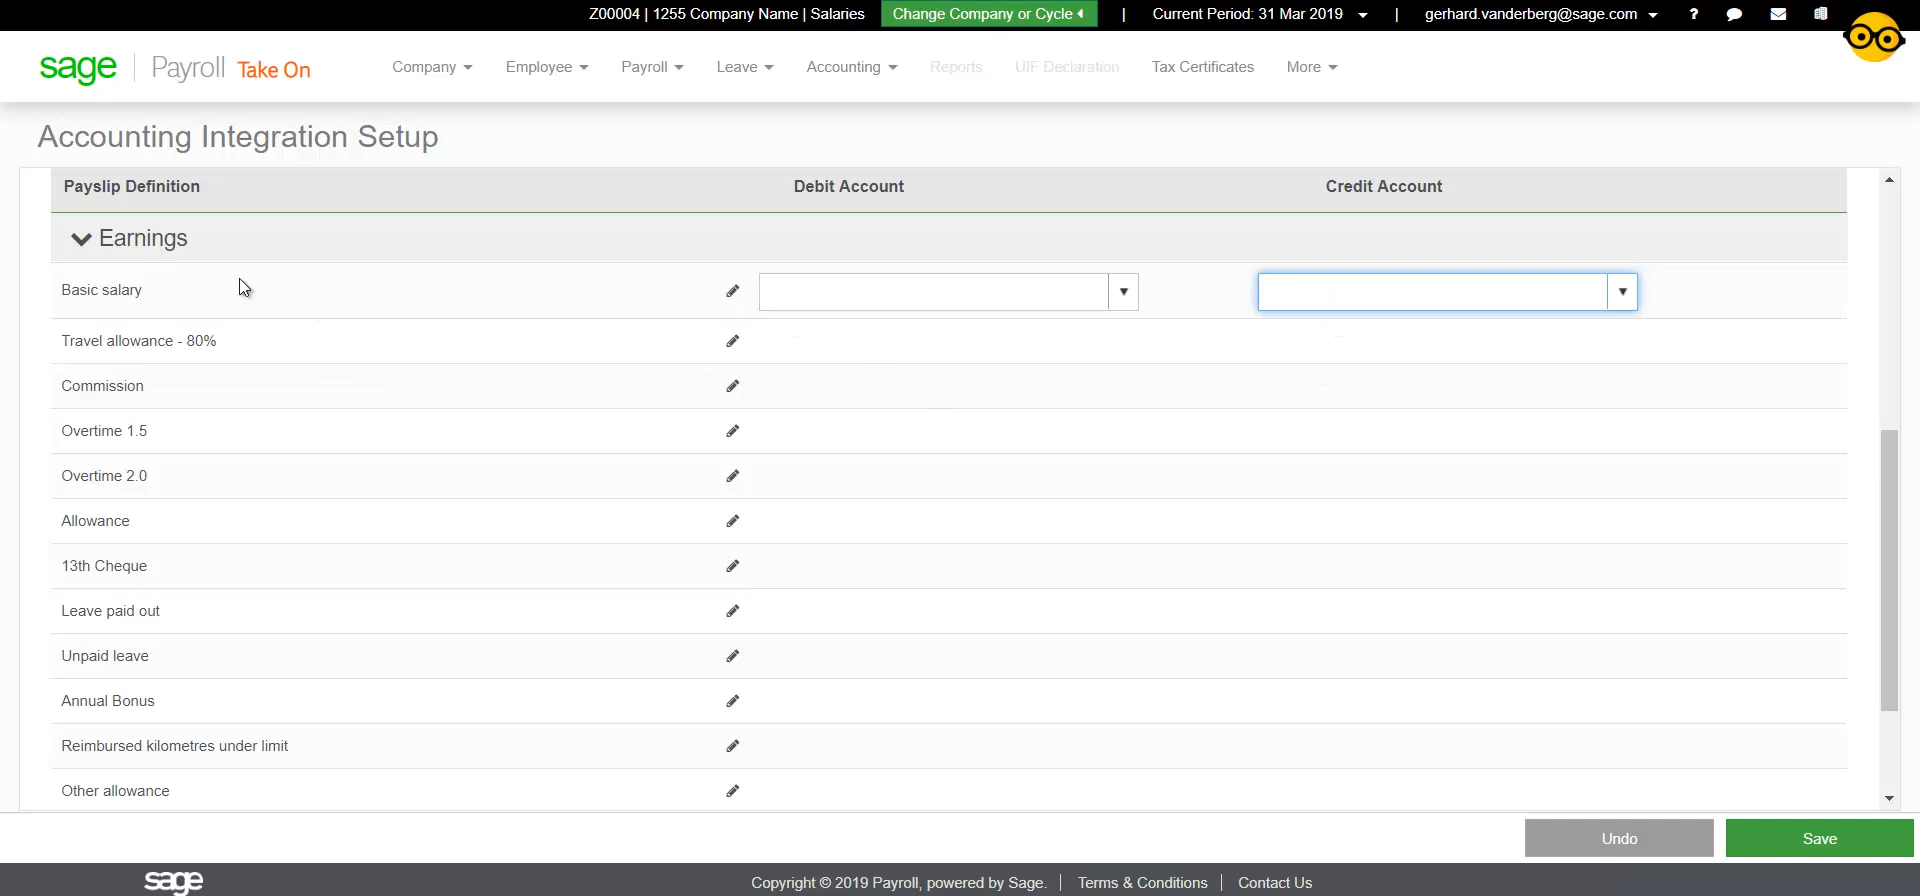 Z00004 | 1255 Company Name | Salaries Change Company or Cycle | Current Period: 31 Mar 2019 | gerhard.vanderberg@sage.com ?
sage Payroll Take On Company Employee Payroll Leave Accounting Reports UIF Declaration Tax Certificates More
Accounting Integration Setup
Payslip Definition Debit Account Credit Account
Earnings
Basic salary
Travel allowance - 80%
Commission
Overtime 1.5
Overtime 2.0
Allowance
13th Cheque
Leave paid out
Unpaid leave
Annual Bonus
Reimbursed kilometres under limit
Other allowance
Undo Save
sage Copyright © 2019 Payroll, powered by Sage. | Terms & Conditions | Contact Us